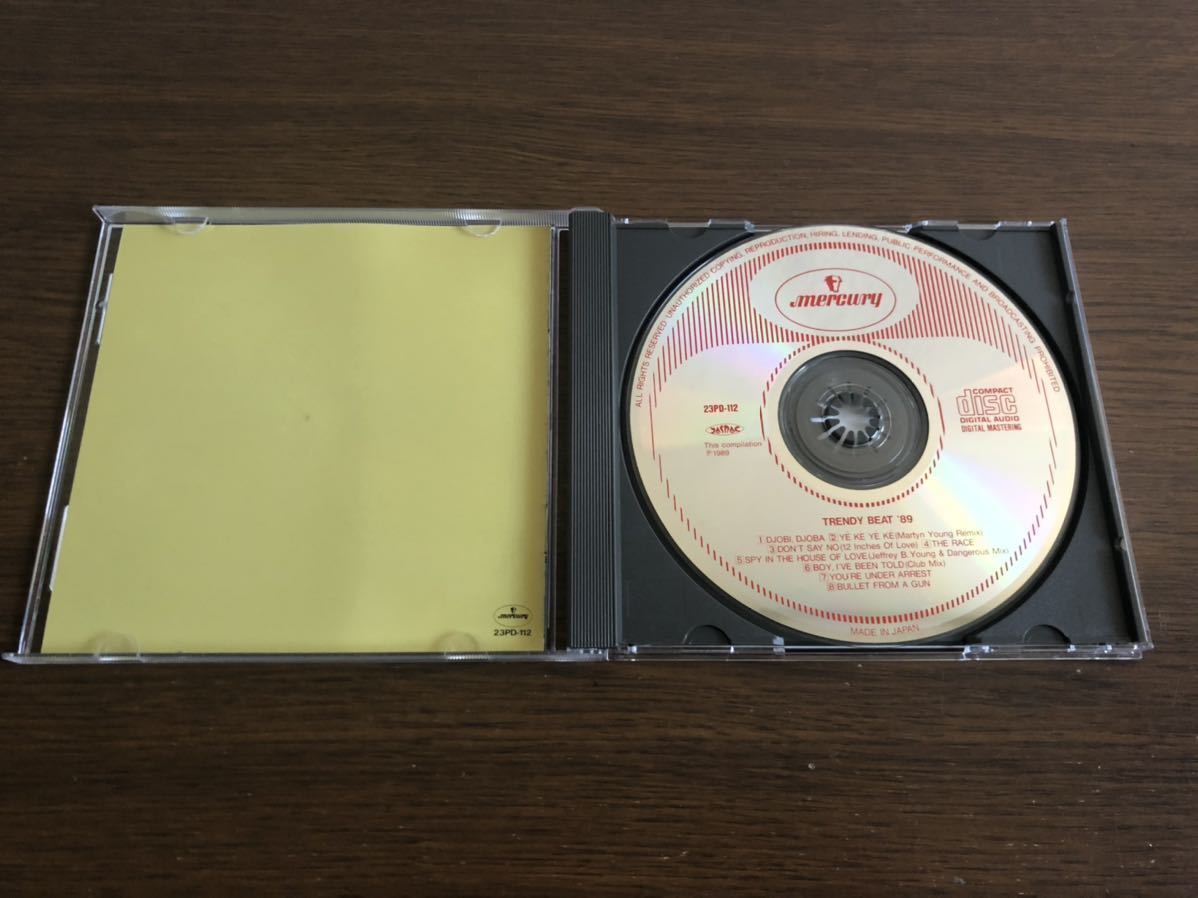 mercury
23PD-112
ALL RIGHTS RESERVED. UNAUTHORIZED COPYING, REPRODUCTION, HIRING, LENDING, PUBLIC PERFORMANCE AND BROADCASTING PROHIBITED
mercury
23PD-112
JASRAC
This compilation
℗1989
COMPACT
disc
DIGITAL AUDIO
DIGITAL MASTERING
TRENDY BEAT '89
1 DJOBI, DJOBA 2 YE KE YE KE (Martyn Young Remix)
3 DON'T SAY NO (12 Inches Of Love) 4 THE RACE
5 SPY IN THE HOUSE OF LOVE (Jeffrey B. Young & Dangerous Mix)
6 BOY, I'VE BEEN TOLD (Club Mix)
7 YOU'RE UNDER ARREST
8 BULLET FROM A GUN
MADE IN JAPAN